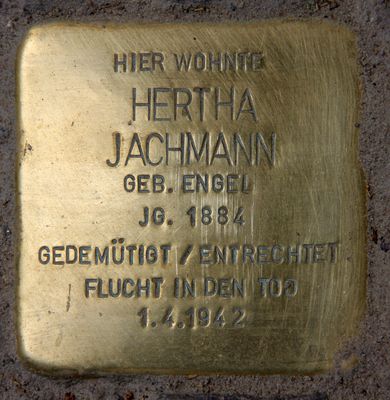 HIER WOHNTE
HERTHA
JACHMANN
GEB. ENGEL
JG. 1884
GEDEMÜTIGT / ENTRECHTET
FLUCHT IN DEN TOD
1.4.1942